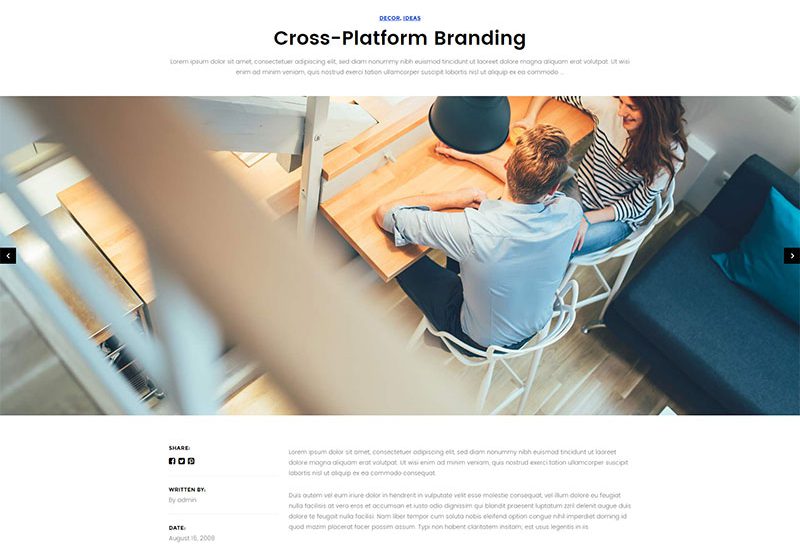 DECOR, IDEAS
Cross-Platform Branding
Lorem ipsum dolor sit amet, consectetuer adipiscing elit, sed diam nonummy nibh euismod tincidunt ut laoreet dolore magna aliquam erat volutpat. Ut wisi
enim ad minim veniam, quis nostrud exerci tation ullamcorper suscipit lobortis nisl ut aliquip ex ea commodo ...
SHARE:
Lorem ipsum dolor sit amet, consectetuer adipiscing elit, sed diam nonummy nibh euismod tincidunt ut laoreet
dolore magna aliquam erat volutpat. Ut wisi enim ad minim veniam, quis nostrud exerci tation ullamcorper suscipit
lobortis nisl ut aliquip ex ea commodo consequat.
WRITTEN BY:
by admin
Duis autem vel eum iriure dolor in hendrerit in vulputate velit esse molestie consequat, vel illum dolore eu feugiat
nulla facilisis at vero eros et accumsan et iusto odio dignissim qui blandit praesent luptatum zzril delenit augue duis
dolore te feugait nulla facilisi. Nam liber tempor cum soluta nobis eleifend option congue nihil imperdiet doming id
quod mazim placerat facer possim assum. Typi non habent claritatem insitam; est usus legentis in iis
DATE:
August 16, 2008